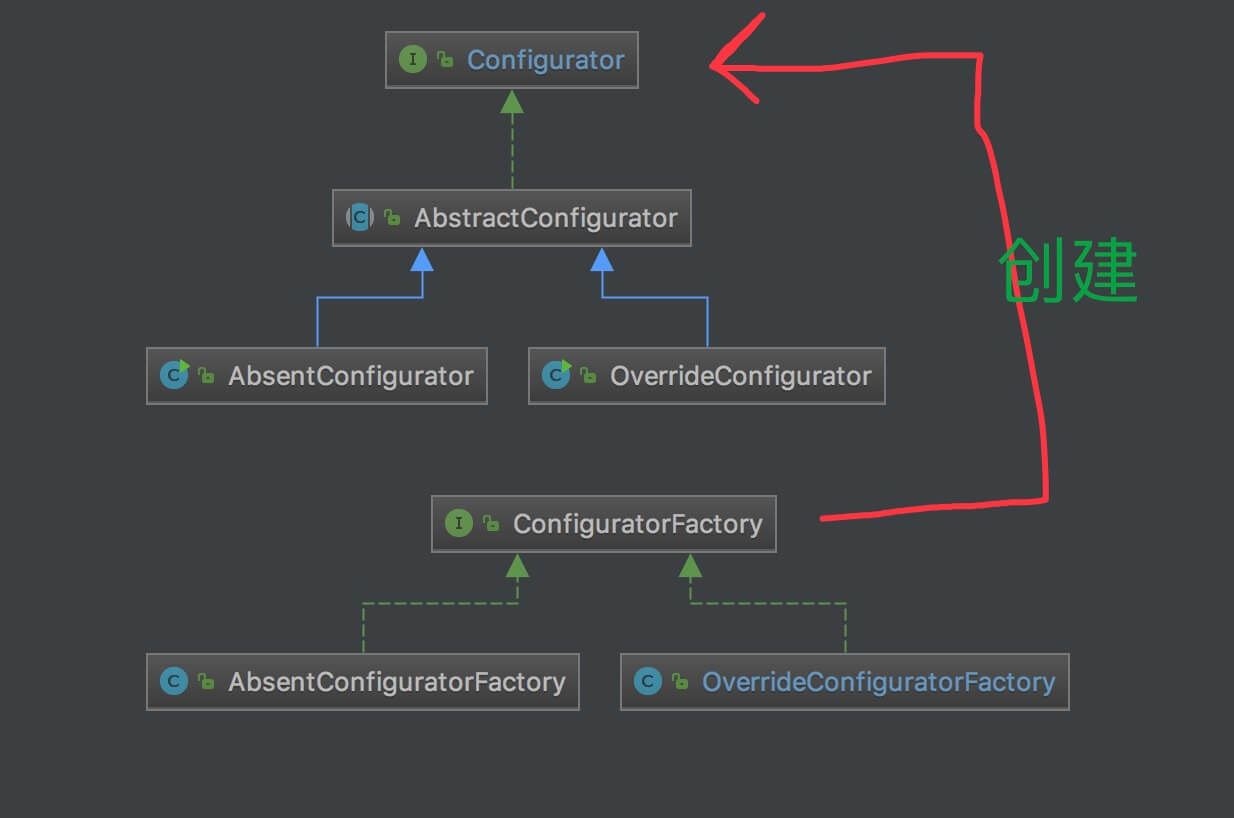 I Configurator
C AbstractConfigurator
创建
C AbsentConfigurator
C OverrideConfigurator
I ConfiguratorFactory
C AbsentConfiguratorFactory
C OverrideConfiguratorFactory